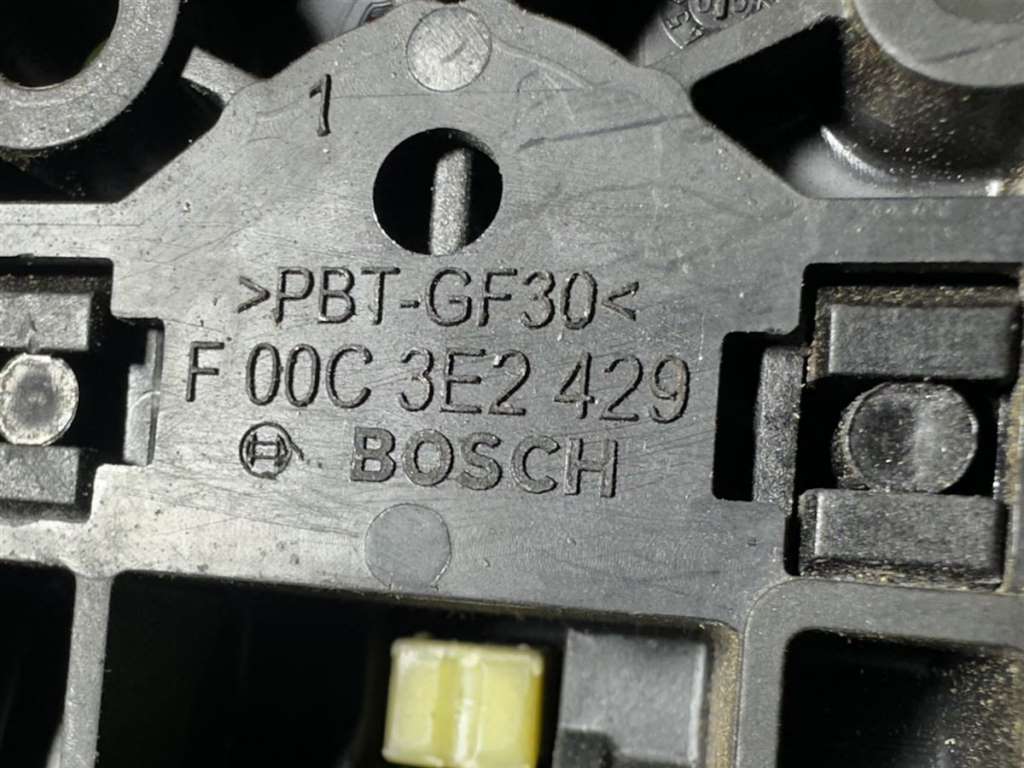 1
>PBT-GF30<
F 00C 3E2 429
BOSCH